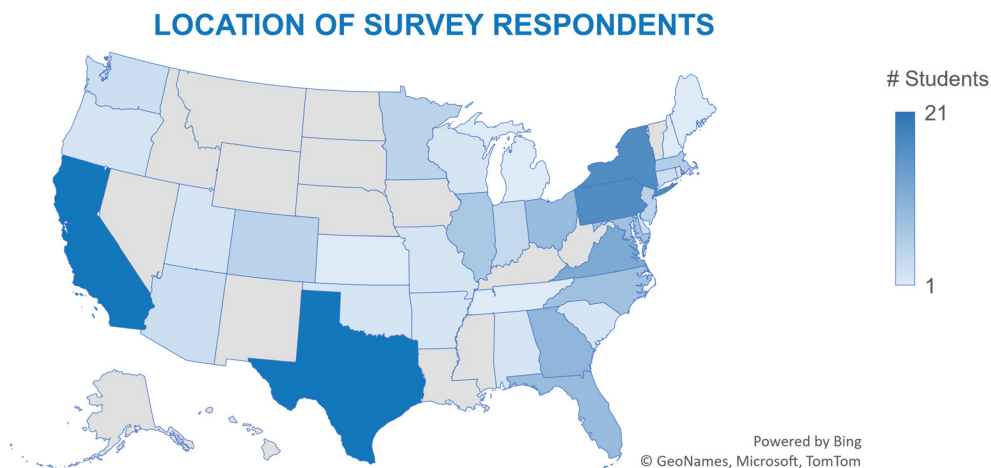 LOCATION OF SURVEY RESPONDENTS
# Students
21
1
Powered by Bing
© GeoNames, Microsoft, TomTom